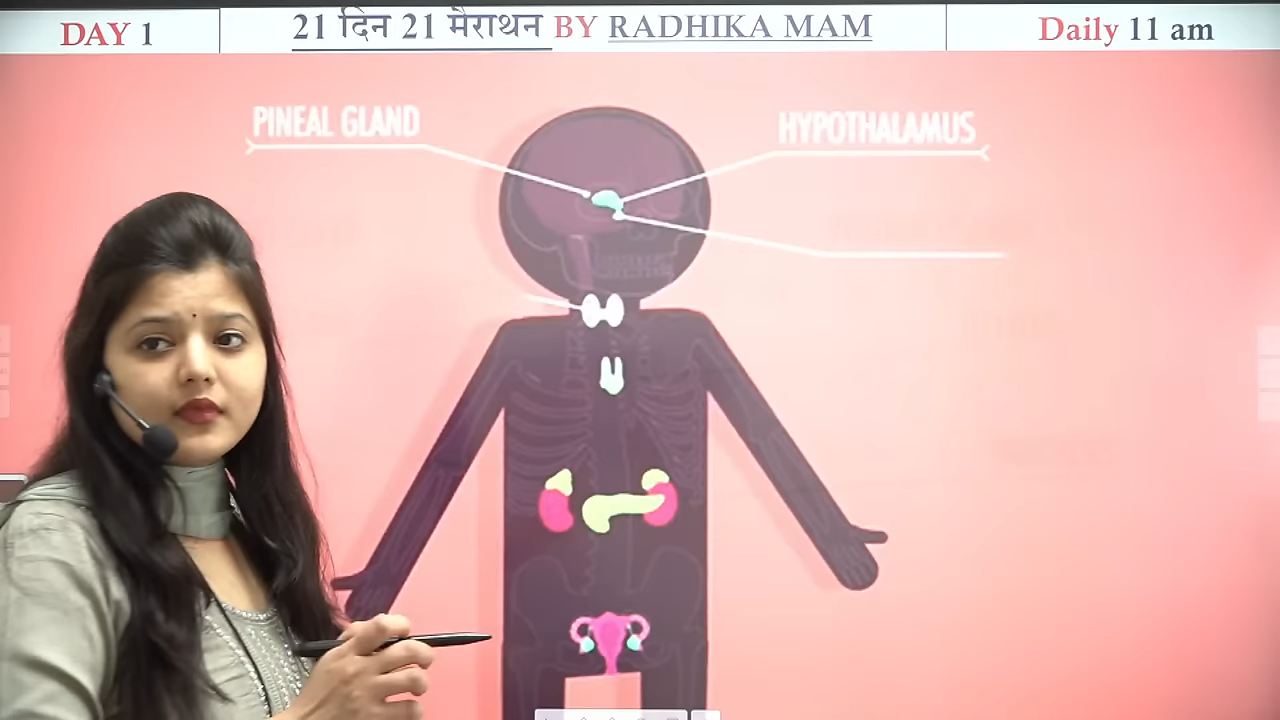 DAY 1
21 दिन 21 मैराथन BY RADHIKA MAM
Daily 11 am
PINEAL GLAND
HYPOTHALAMUS